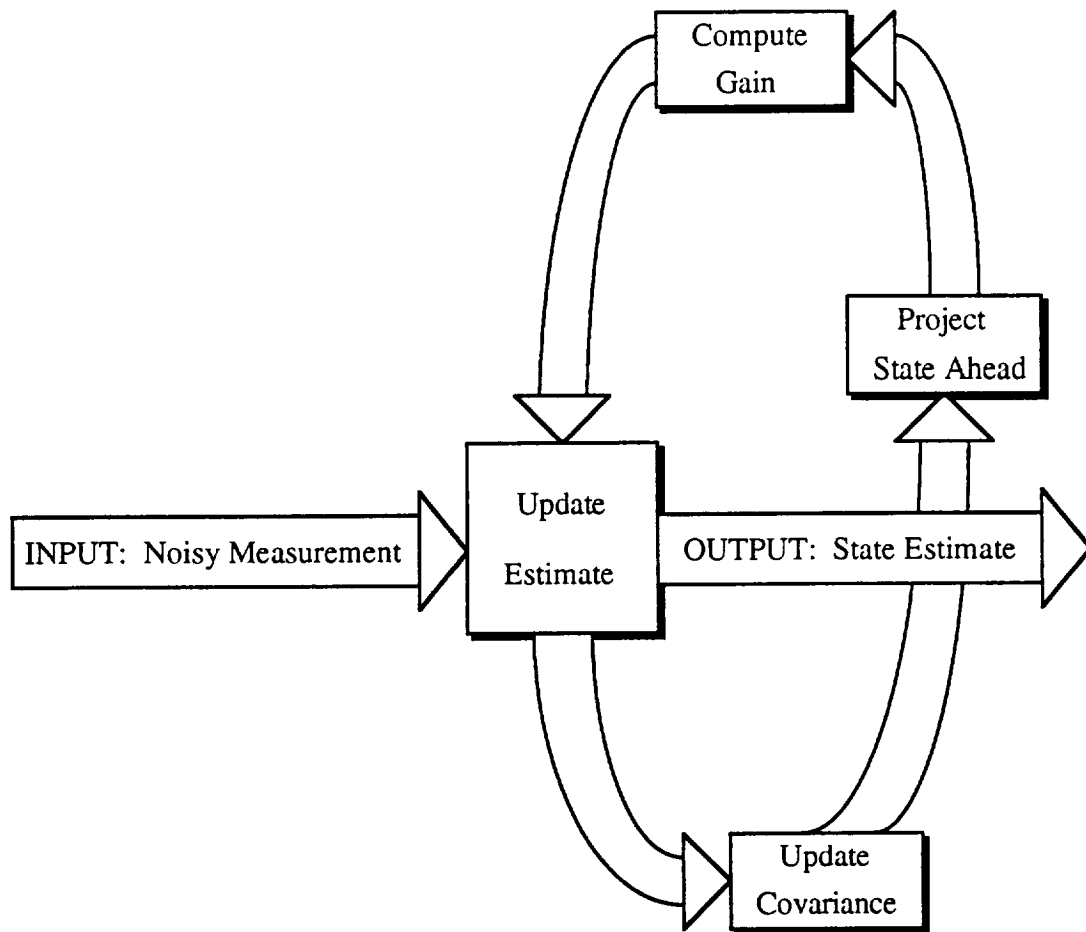 Compute
Gain
Project
State Ahead
Update
Estimate
INPUT: Noisy Measurement
OUTPUT: State Estimate
Update
Covariance